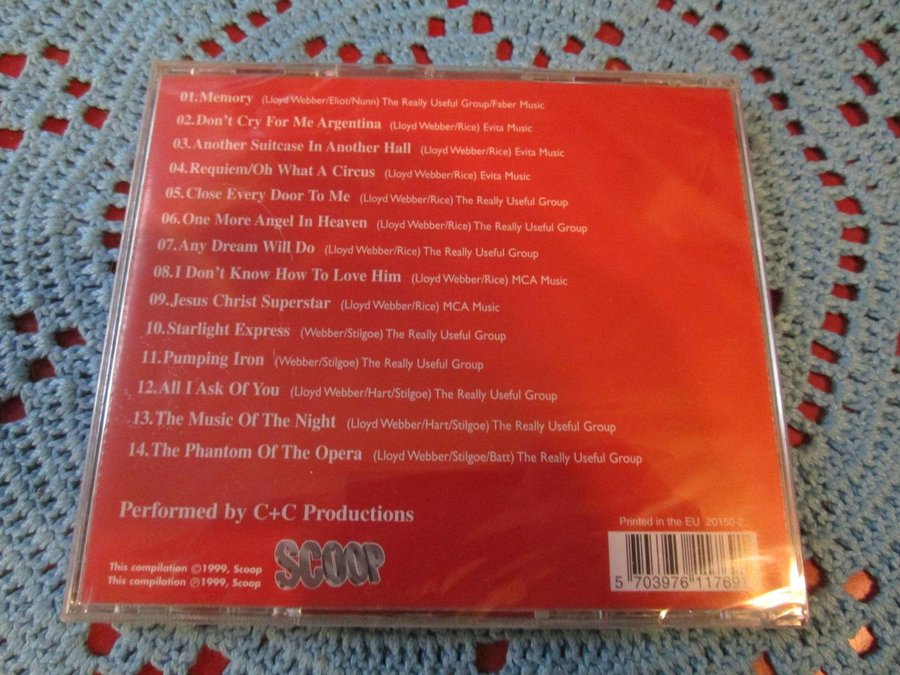 01.Memory (Lloyd Webber/Eliot/Nunn) The Really Useful Group/Faber Music
02.Don't Cry For Me Argentina (Lloyd Webber/Rice) Evita Music
03.Another Suitcase In Another Hall (Lloyd Webber/Rice) Evita Music
04.Requiem/Oh What A Circus (Lloyd Webber/Rice) Evita Music
05.Close Every Door To Me (Lloyd Webber/Rice) The Really Useful Group
06.One More Angel In Heaven (Lloyd Webber/Rice) The Really Useful Group
07.Any Dream Will Do (Lloyd Webber/Rice) The Really Useful Group
08.I Don't Know How To Love Him (Lloyd Webber/Rice) MCA Music
09.Jesus Christ Superstar (Lloyd Webber/Rice) MCA Music
10.Starlight Express (Webber/Stilgoe) The Really Useful Group
11.Pumping Iron (Webber/Stilgoe) The Really Useful Group
12.All I Ask Of You (Lloyd Webber/Hart/Stilgoe) The Really Useful Group
13.The Music Of The Night (Lloyd Webber/Hart/Stilgoe) The Really Useful Group
14.The Phantom Of The Opera (Lloyd Webber/Stilgoe/Batt) The Really Useful Group
Performed by C+C Productions
This compilation ©1999, Scoop
This compilation ℗1999, Scoop
SCOOP
Printed in the EU 20150-2
5 703976 11769